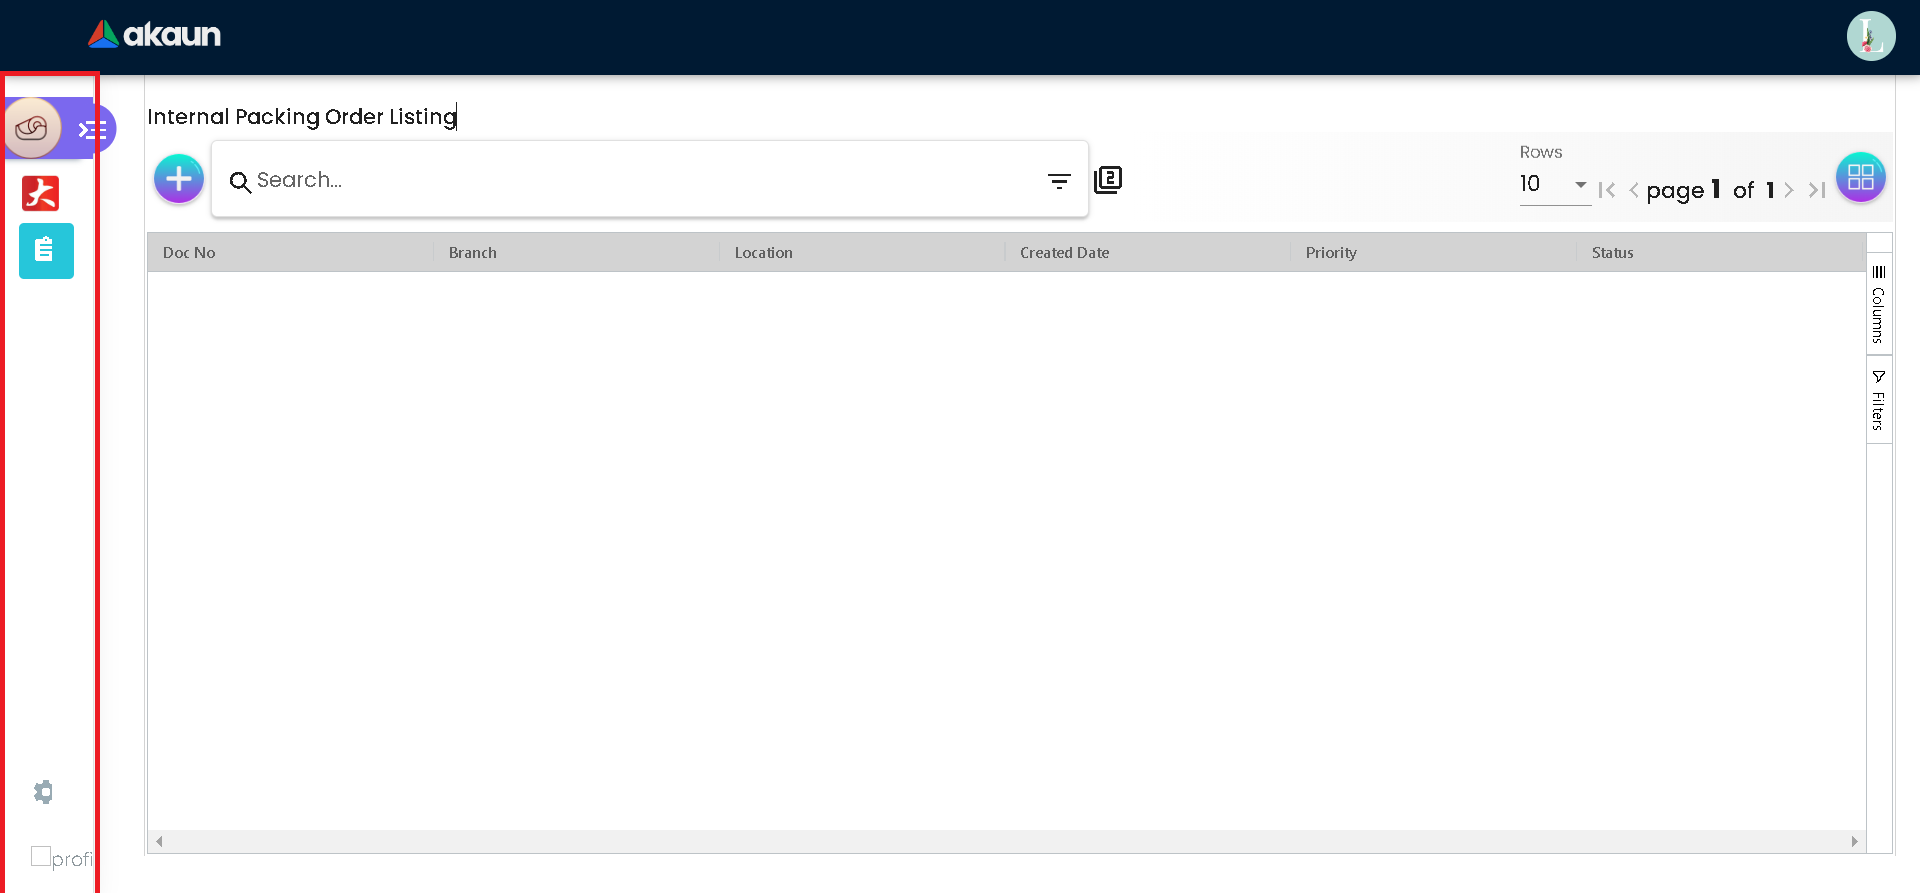 akaun
Internal Packing Order Listing
Search...
2
Rows
10
page 1 of 1
Doc No Branch Location Created Date Priority Status
Columns
Filters
profi
L